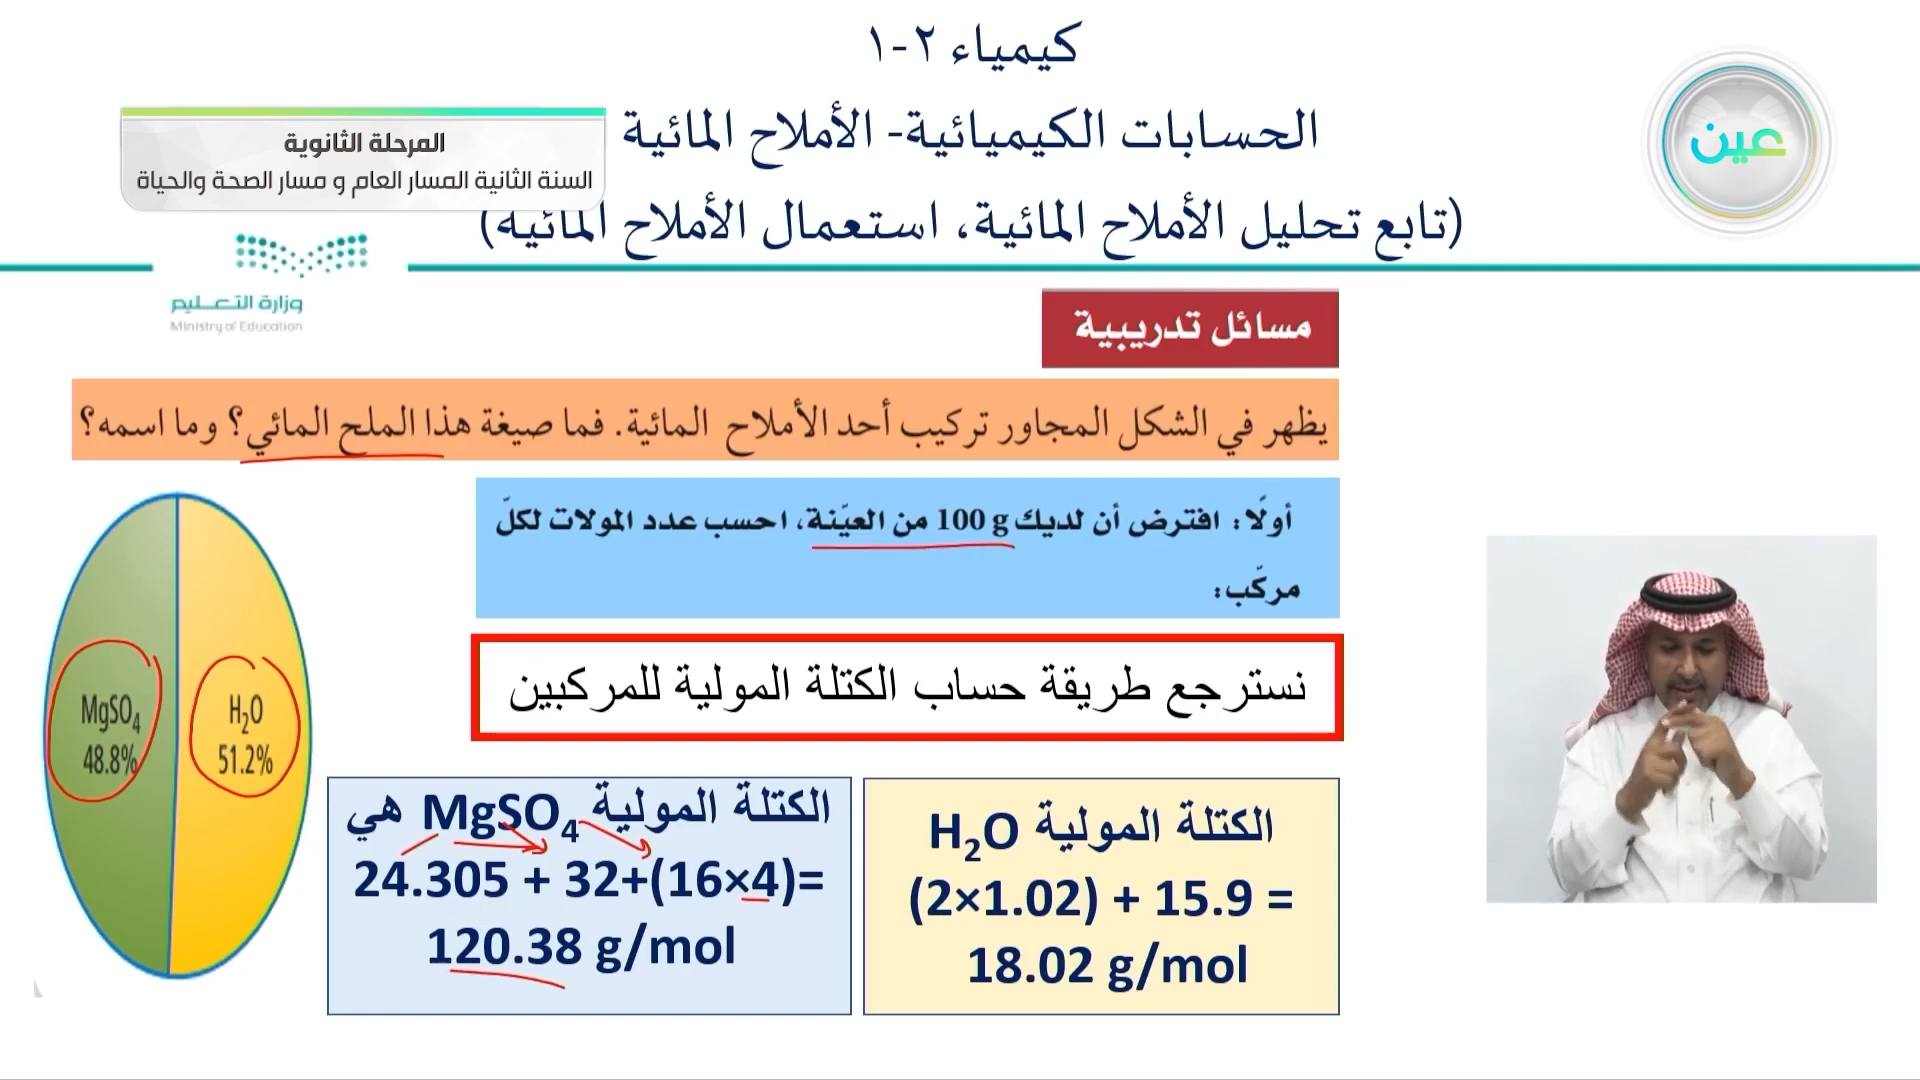 كيمياء ٢-١
الحسابات الكيميائية- الأملاح المائية
(تابع تحليل الأملاح المائية، استعمال الأملاح المائية)
عين
المرحلة الثانوية
السنة الثانية المسار العام و مسار الصحة والحياة
وزارة التعليم
Ministry of Education
مسائل تدريبية
يظهر في الشكل المجاور تركيب أحد الأملاح المائية. فما صيغة هذا الملح المائي؟ وما اسمه؟
أولًا: افترض أن لديك 100 g من العيّنة، احسب عدد المولات لكلّ
مركّب:
نسترجع طريقة حساب الكتلة المولية للمركبين
H₂O
51.2%
MgSO₄
48.8%
الكتلة المولية H₂O
(2×1.02) + 15.9 =
18.02 g/mol
الكتلة المولية MgSO₄ هي
24.305 + 32+(16×4)=
120.38 g/mol